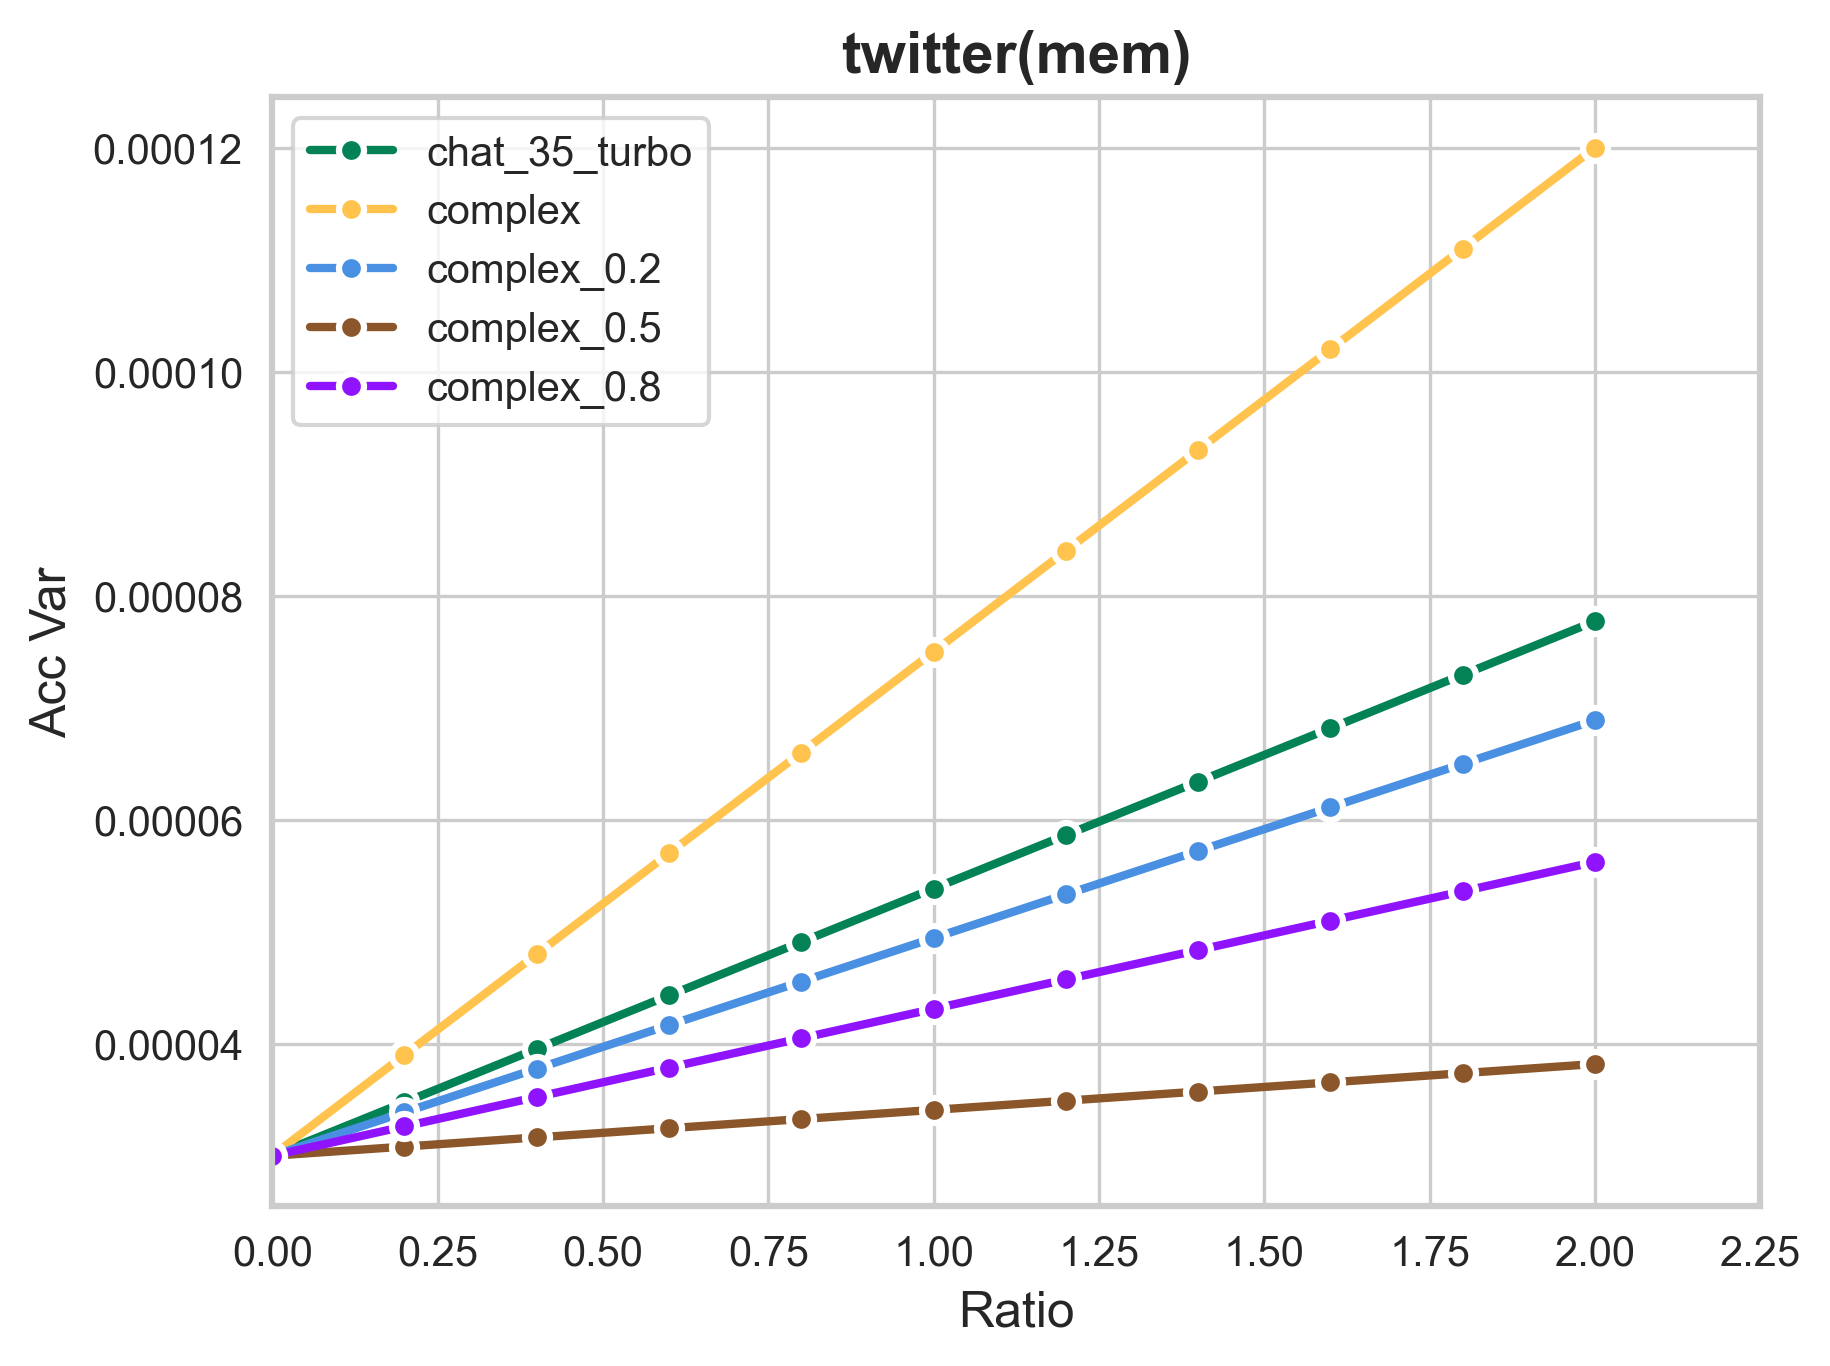 twitter(mem)
chat_35_turbo
complex
complex_0.2
complex_0.5
complex_0.8
0.00012
0.00010
0.00008
0.00006
0.00004
Acc Var
0.00 0.25 0.50 0.75 1.00 1.25 1.50 1.75 2.00 2.25
Ratio